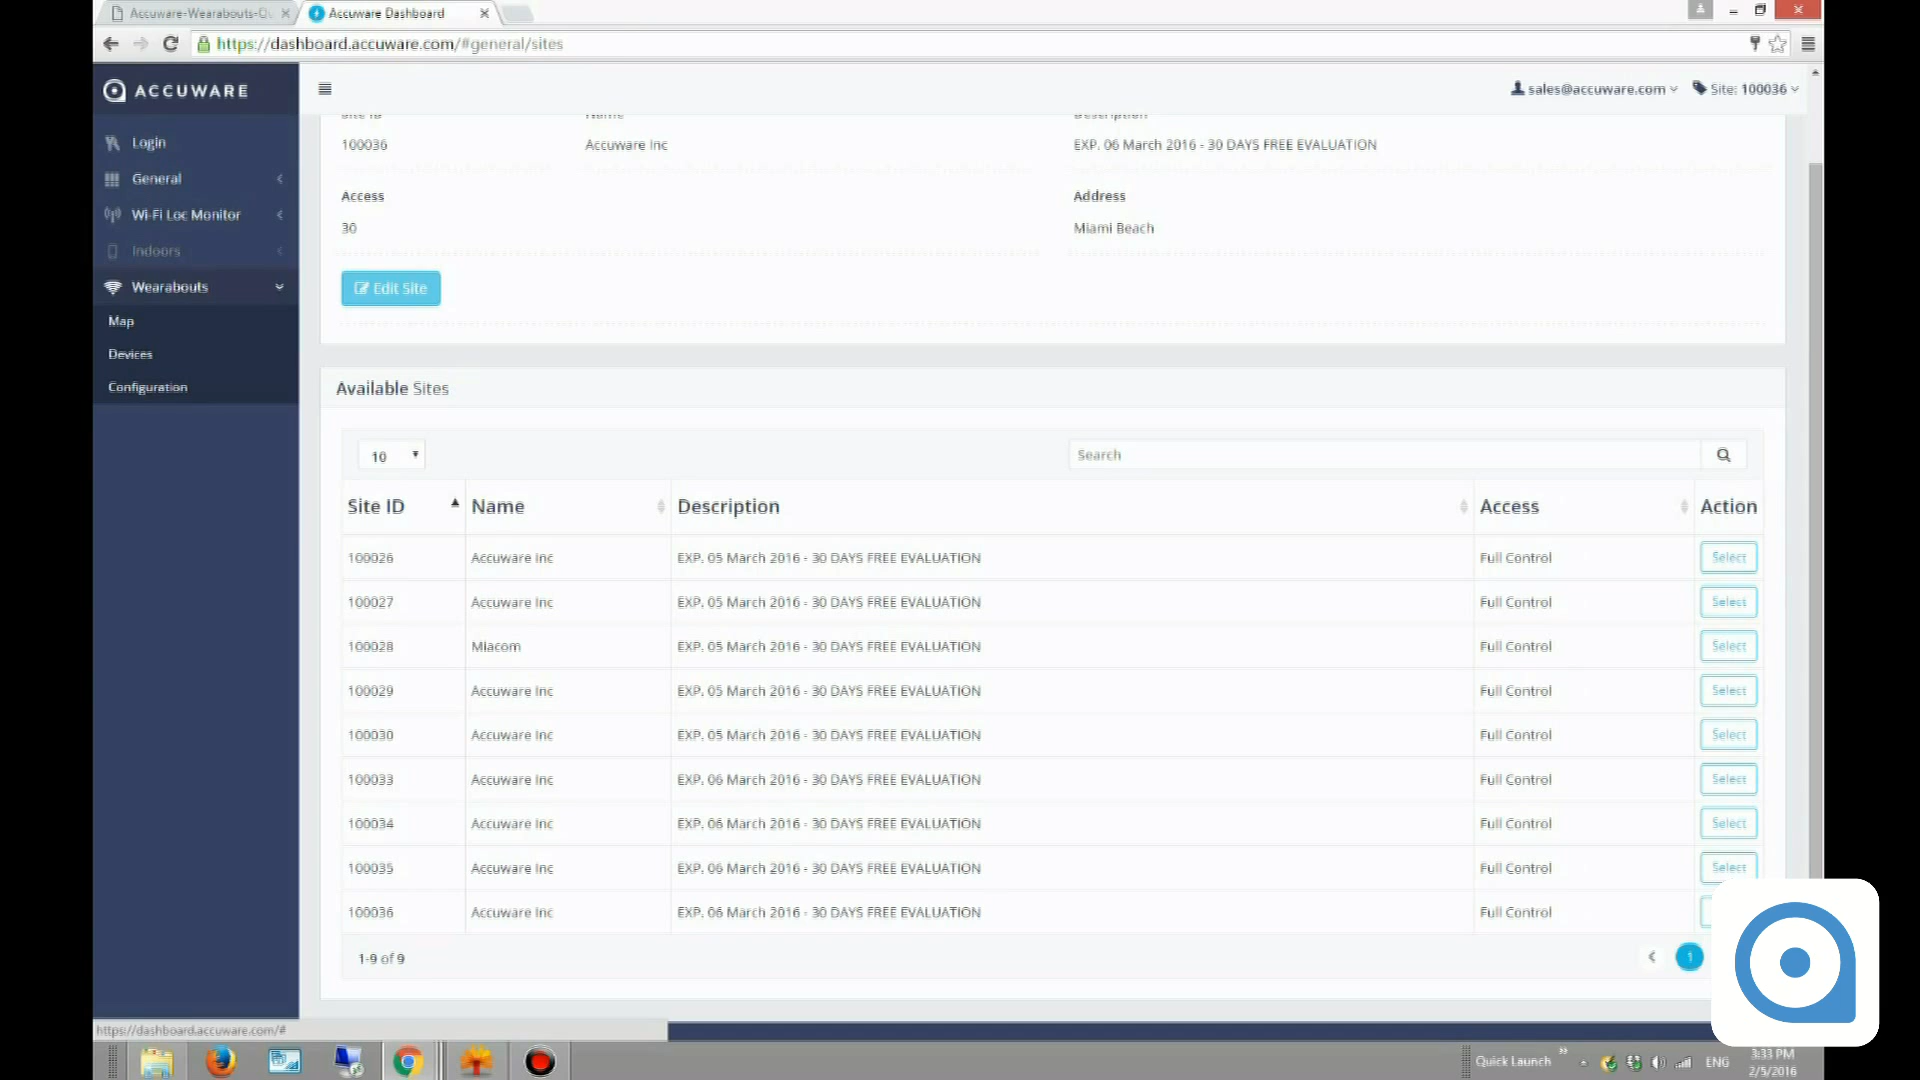 Accuware-Wearabouts-
Accuware Dashboard
https://dashboard.accuware.com/#general/sites
ACCUWARE
sales@accuware.com
Site: 100036
Login
General
Wi-Fi Loc Monitor
Indoors
Wearabouts
Map
Devices
Configuration
Site ID
Name
Description
100036
Accuware Inc
EXP. 06 March 2016 - 30 DAYS FREE EVALUATION
Access
Address
30
Miami Beach
Edit Site
Available Sites
10
Search
Site ID Name Description Access Action
100026 Accuware Inc EXP. 05 March 2016 - 30 DAYS FREE EVALUATION Full Control Select
100027 Accuware Inc EXP. 05 March 2016 - 30 DAYS FREE EVALUATION Full Control Select
100028 Miacom EXP. 05 March 2016 - 30 DAYS FREE EVALUATION Full Control Select
100029 Accuware Inc EXP. 05 March 2016 - 30 DAYS FREE EVALUATION Full Control Select
100030 Accuware Inc EXP. 05 March 2016 - 30 DAYS FREE EVALUATION Full Control Select
100033 Accuware Inc EXP. 06 March 2016 - 30 DAYS FREE EVALUATION Full Control Select
100034 Accuware Inc EXP. 06 March 2016 - 30 DAYS FREE EVALUATION Full Control Select
100035 Accuware Inc EXP. 06 March 2016 - 30 DAYS FREE EVALUATION Full Control Select
100036 Accuware Inc EXP. 06 March 2016 - 30 DAYS FREE EVALUATION Full Control
1-9 of 9
1
https://dashboard.accuware.com/#
Quick Launch
ENG
3:33 PM
2/5/2016